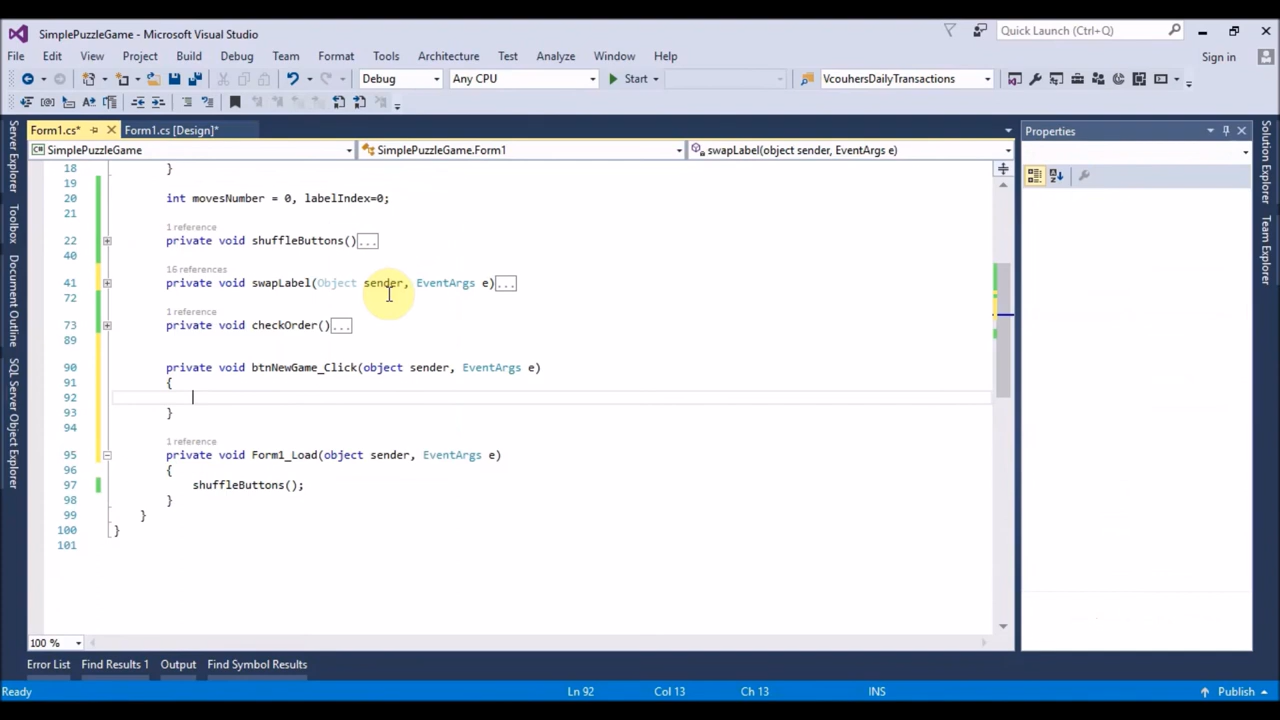 SimplePuzzleGame - Microsoft Visual Studio
Quick Launch (Ctrl+Q)
File Edit View Project Build Debug Team Format Tools Architecture Test Analyze Window Help
Sign in
Debug Any CPU Start VcouhersDailyTransactions
Form1.cs* Form1.cs [Design]*
Properties
SimplePuzzleGame SimplePuzzleGame.Form1 swapLabel(object sender, EventArgs e)
18 }
19
20 int movesNumber = 0, labelIndex=0;
21
1 reference
22 private void shuffleButtons()...
40
16 references
41 private void swapLabel(Object sender, EventArgs e)...
72
1 reference
73 private void checkOrder()...
89
90 private void btnNewGame_Click(object sender, EventArgs e)
91 {
92
93 }
94
1 reference
95 private void Form1_Load(object sender, EventArgs e)
96 {
97 shuffleButtons();
98 }
99 }
100 }
101
100 %
Server Explorer
Toolbox
Document Outline
SQL Server Object Explorer
Solution Explorer
Team Explorer
Error List Find Results 1 Output Find Symbol Results
Ready Ln 92 Col 13 Ch 13 INS Publish